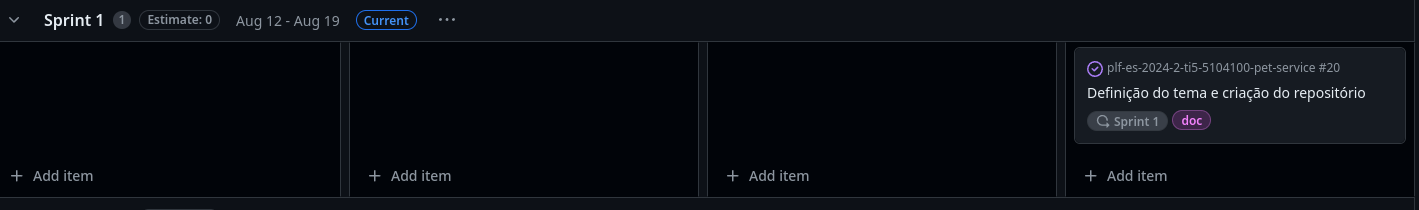 Sprint 1 1 Estimate: 0 Aug 12 - Aug 19 Current ...
plf-es-2024-2-ti5-5104100-pet-service #20
Definição do tema e criação do repositório
Sprint 1 doc
+ Add item + Add item + Add item + Add item